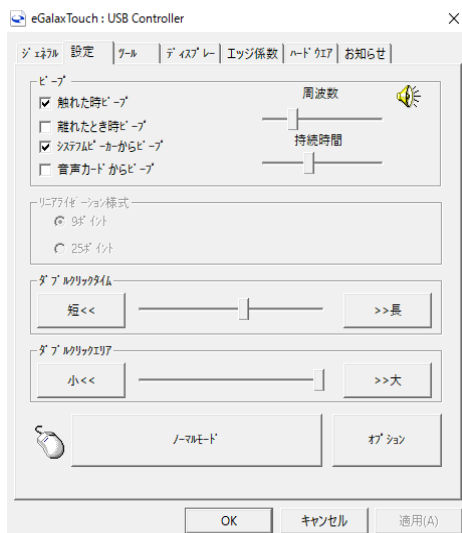 eGalaxTouch : USB Controller
ｼﾞｪﾈﾗﾙ 設定 ﾂｰﾙ ﾃﾞｨｽﾌﾟﾚｰ エッジ係数 ﾊｰﾄﾞｳｴｱ お知らせ
ﾋﾞｰﾌﾟ
触れた時ﾋﾞｰﾌﾟ
離れたとき時ﾋﾞｰﾌﾟ
ｼｽﾃﾌﾑﾋﾟｰｶｰからﾋﾞｰﾌﾟ
音声カードからﾋﾞｰﾌﾟ
周波数
持続時間
ﾘﾆｱﾗｲｾﾞｰｼｮﾝ様式
9ﾎﾟｲﾝﾄ
25ﾎﾟｲﾝﾄ
ﾀﾞﾌﾞﾙｸﾘｯｸﾀｲﾑ
短<< >>長
ﾀﾞﾌﾞﾙｸﾘｯｸｴﾘｱ
小<< >>大
ﾉｰﾏﾙﾓｰﾄﾞ ｵﾌﾟｼｮﾝ
OK キャンセル 適用(A)